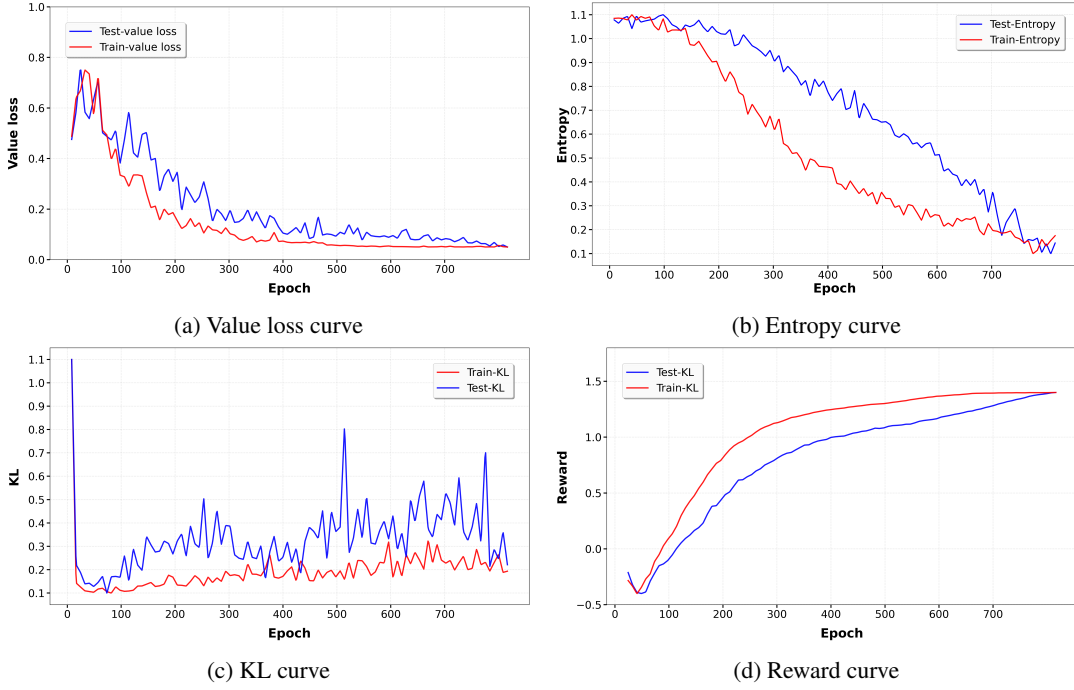 Test-value loss
Train-value loss
Value loss
1.0
0.8
0.6
0.4
0.2
0.0
0 100 200 300 400 500 600 700
Epoch
(a) Value loss curve
Test-Entropy
Train-Entropy
Entropy
1.1
1.0
0.9
0.8
0.7
0.6
0.5
0.4
0.3
0.2
0.1
0 100 200 300 400 500 600 700
Epoch
(b) Entropy curve
Train-KL
Test-KL
KL
1.1
1.0
0.9
0.8
0.7
0.6
0.5
0.4
0.3
0.2
0.1
0 100 200 300 400 500 600 700
Epoch
(c) KL curve
Test-KL
Train-KL
Reward
1.5
1.0
0.5
0.0
−0.5
0 100 200 300 400 500 600 700
Epoch
(d) Reward curve